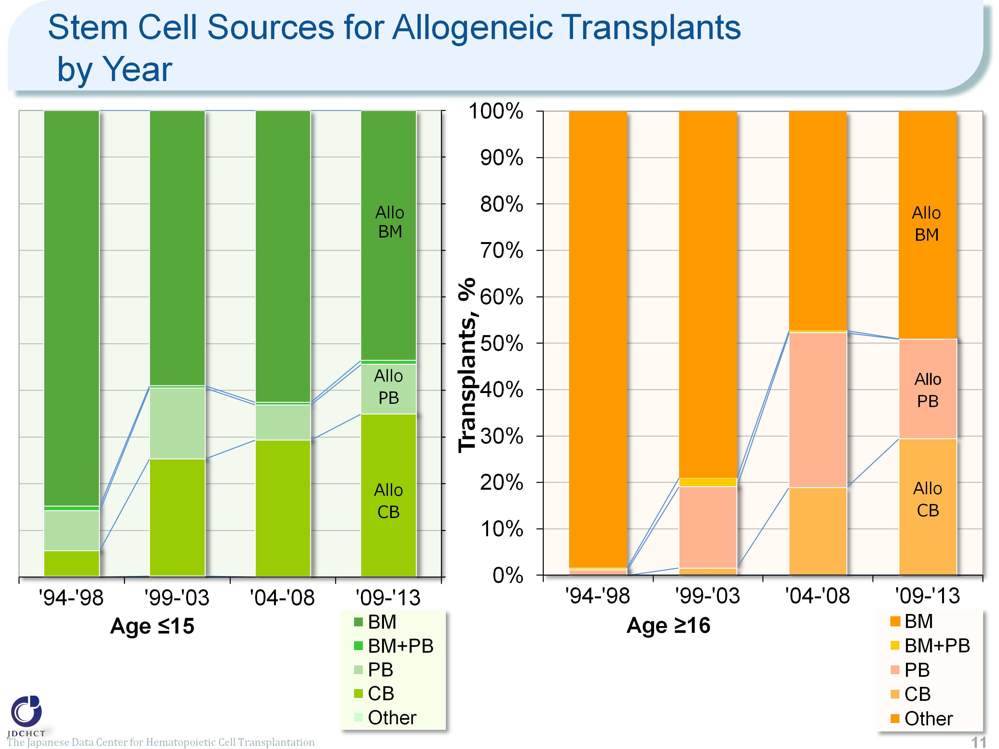 Stem Cell Sources for Allogeneic Transplants
by Year
Allo
BM
Allo
PB
Allo
CB
'94-'98
'99-'03
'04-'08
'09-'13
Age ≤15
BM
BM+PB
PB
CB
Other
Transplants, %
100%
90%
80%
70%
60%
50%
40%
30%
20%
10%
0%
Allo
BM
Allo
PB
Allo
CB
'94-'98
'99-'03
'04-'08
'09-'13
Age ≥16
BM
BM+PB
PB
CB
Other
JDCHCT
The Japanese Data Center for Hematopoietic Cell Transplantation
11